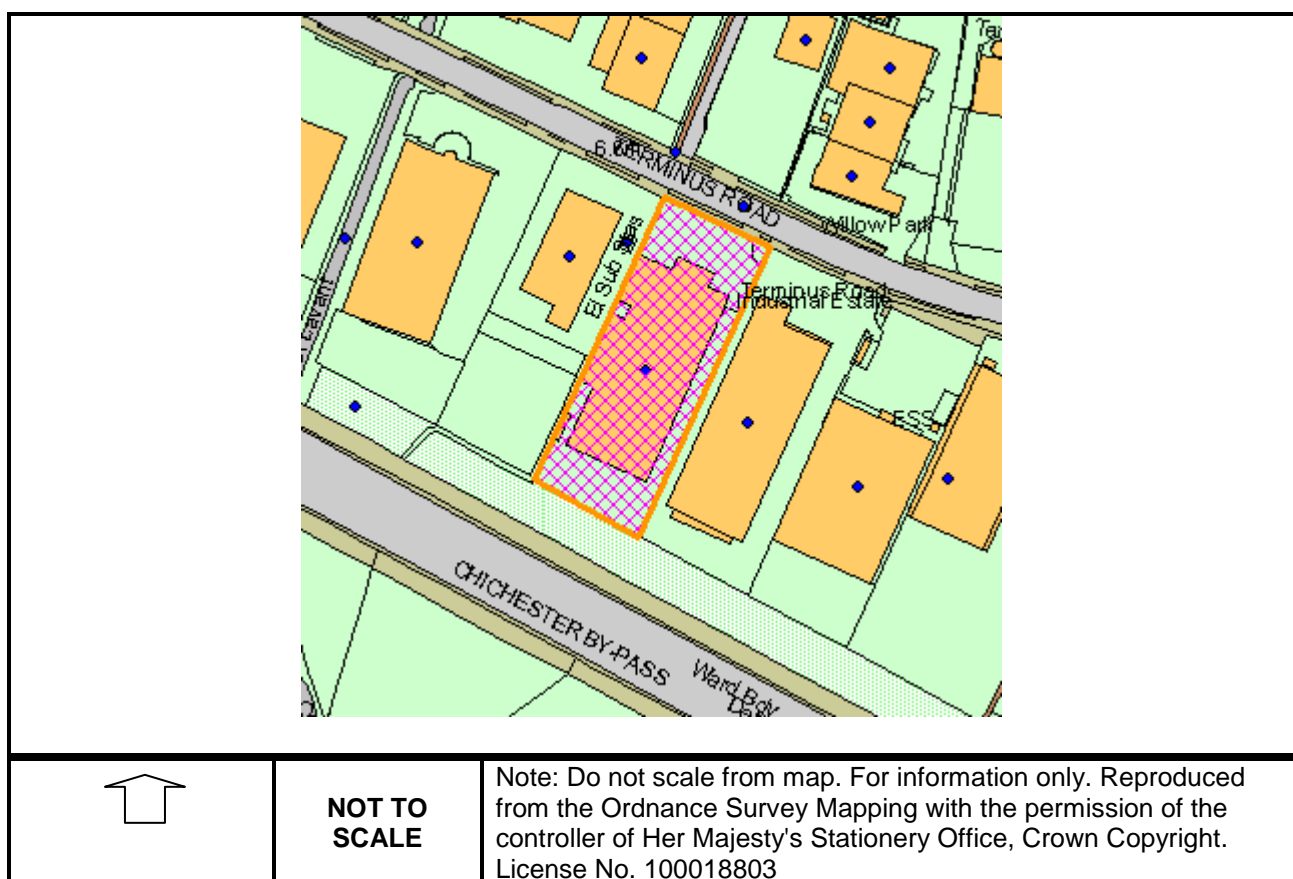 TERMINUS ROAD
Willow Park
El Sub Stas
Terminus Road
Industrial Estate
ESS
CHICHESTER BY-PASS
Ward Bdy
NOT TO
SCALE
Note: Do not scale from map. For information only. Reproduced
from the Ordnance Survey Mapping with the permission of the
controller of Her Majesty's Stationery Office, Crown Copyright.
License No. 100018803